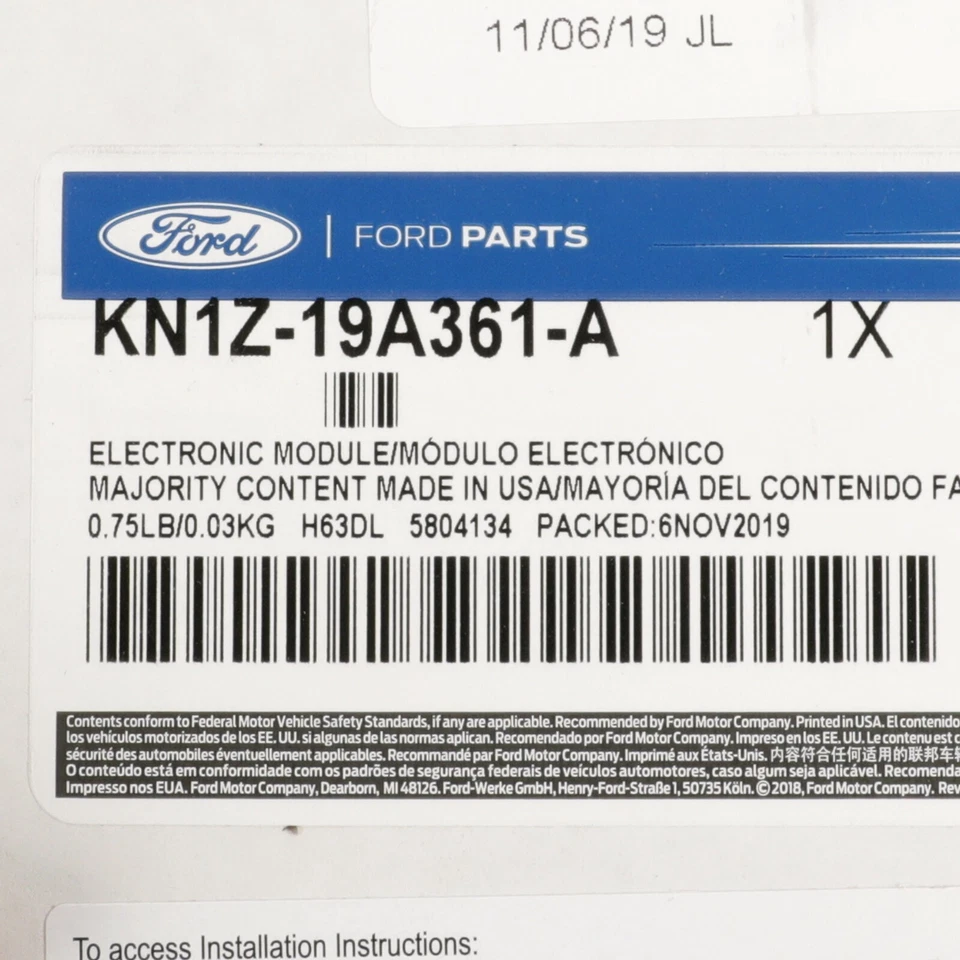 11/06/19 JL
Ford | FORD PARTS
KN1Z-19A361-A 1X
ELECTRONIC MODULE/MÓDULO ELECTRÓNICO
MAJORITY CONTENT MADE IN USA/MAYORÍA DEL CONTENIDO FA
0.75LB/0.03KG H63DL 5804134 PACKED:6NOV2019
Contents conform to Federal Motor Vehicle Safety Standards, if any are applicable. Recommended by Ford Motor Company. Printed in USA. El contenido
los vehículos motorizados de los EE. UU. si algunas de las normas aplican. Recomendado por Ford Motor Company. Impreso en los EE. UU. Le contenu est c
sécurité des automobiles éventuellement applicables. Recommandé par Ford Motor Company. Imprimé aux États-Unis. 内容符合任何适用的联邦车辆
O conteúdo está em conformidade com os padrões de segurança federais de veículos automotores, caso algum seja aplicável. Recomenda
Impresso nos EUA. Ford Motor Company, Dearborn, MI 48126. Ford-Werke GmbH, Henry-Ford-Straße 1, 50735 Köln. ©2018, Ford Motor Company. Rev
To access Installation Instructions: